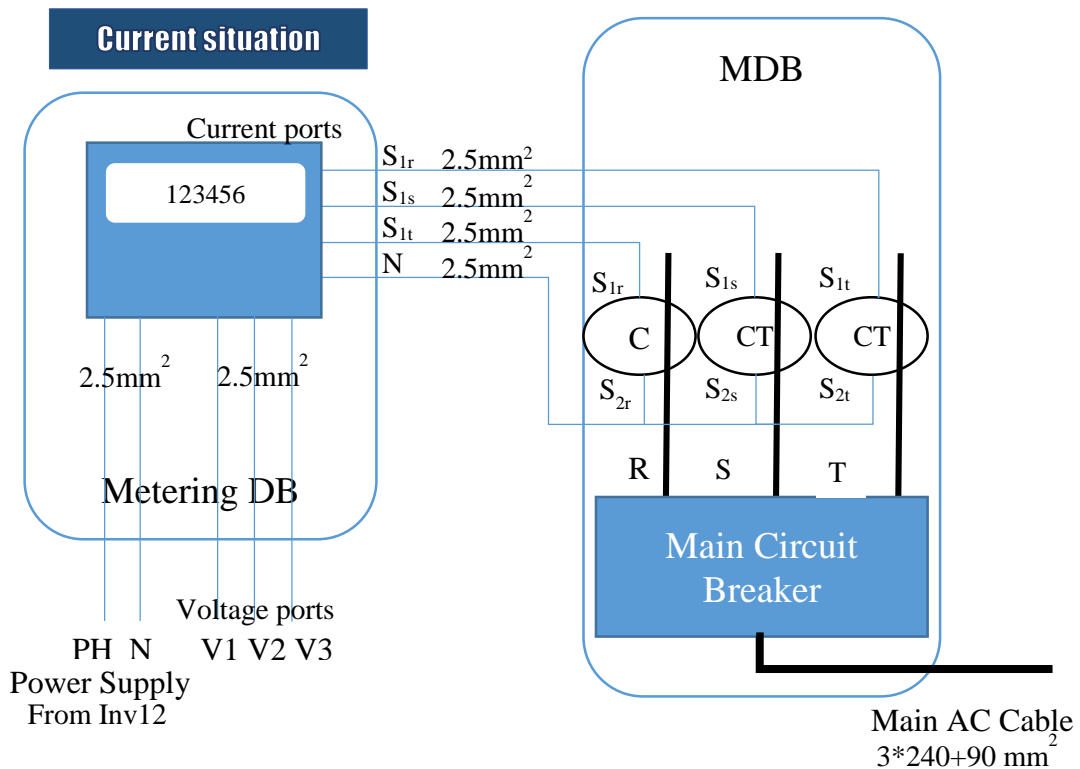 Current situation
MDB
Current ports
123456
S1r 2.5mm²
S1s 2.5mm²
S1t 2.5mm²
N 2.5mm²
S1r S1s S1t
C CT CT
S2r S2s S2t
2.5mm² 2.5mm²
R S T
Metering DB
Main Circuit
Breaker
Voltage ports
PH N V1 V2 V3
Power Supply
From Inv12
Main AC Cable
3*240+90 mm²